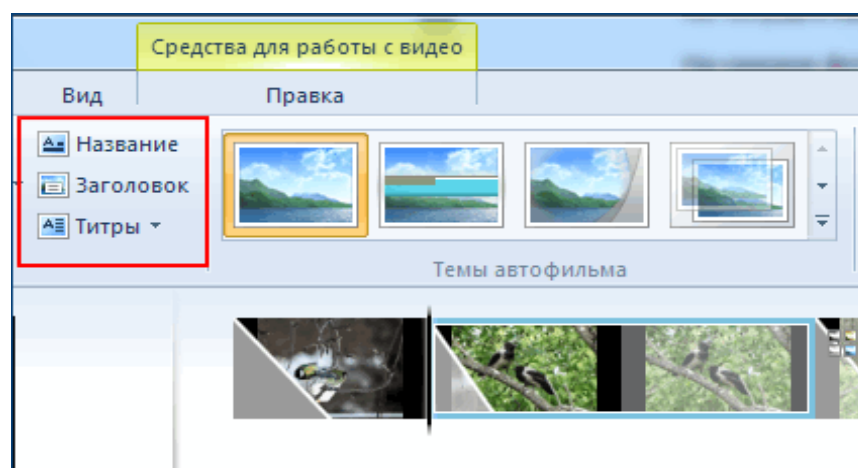 Средства для работы с видео
Вид Правка
Название
Заголовок
Титры
Темы автофильма